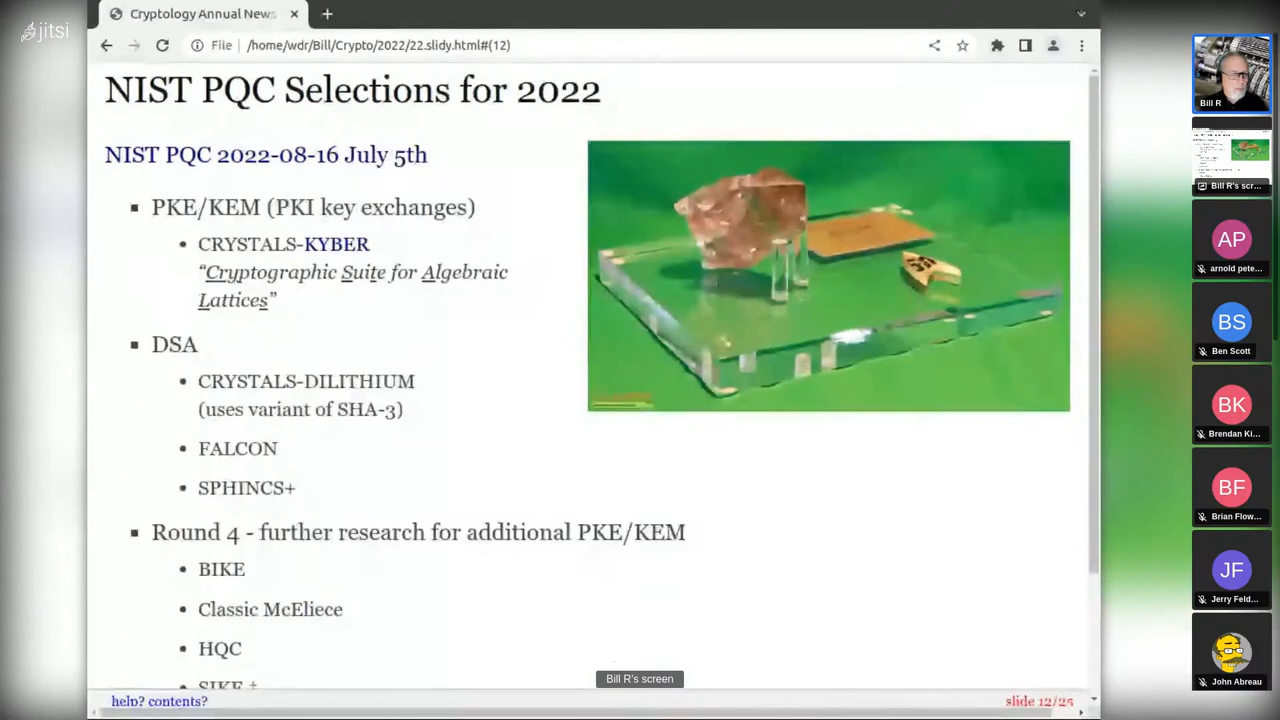 jitsi
Cryptology Annual News
File
/home/wdr/Bill/Crypto/2022/22.slidy.html#(12)
NIST PQC Selections for 2022
NIST PQC 2022-08-16 July 5th
PKE/KEM (PKI key exchanges)
CRYSTALS-KYBER
“Cryptographic Suite for Algebraic
Lattices”
DSA
CRYSTALS-DILITHIUM
(uses variant of SHA-3)
FALCON
SPHINCS+
Round 4 - further research for additional PKE/KEM
BIKE
Classic McEliece
HQC
SIKE ‡
help? contents?
slide 12/25
Bill R's screen
Bill R
Bill R's scr...
AP
arnold pete...
BS
Ben Scott
BK
Brendan Ki...
BF
Brian Flow...
JF
Jerry Feld...
John Abreau